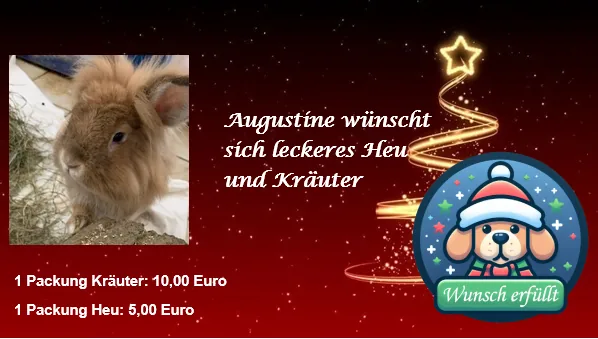 Augustine wünscht
sich leckeres Heu
und Kräuter
1 Packung Kräuter: 10,00 Euro
1 Packung Heu: 5,00 Euro
Wunsch erfüllt